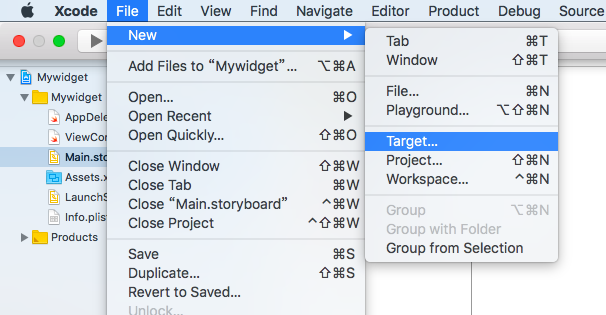 Xcode File Edit View Find Navigate Editor Product Debug Source
New
Add Files to “Mywidget”... ⌥⌘A
Open... ⌘O
Open Recent
Open Quickly... ⇧⌘O
Close Window ⇧⌘W
Close Tab ⌘W
Close “Main.storyboard” ^⌘W
Close Project ^⇧⌘W
Save ⌘S
Duplicate... ⇧⌘S
Revert to Saved...
Unlock...
Tab ⌘T
Window ⇧⌘T
File... ⌘N
Playground... ⌥⇧⌘N
Target...
Project... ⇧⌘N
Workspace... ^⌘N
Group ⌥⌘N
Group with Folder
Group from Selection
Mywidget
Mywidget
AppDele
ViewCon
Main.sto
Assets.x
LaunchS
Info.plist
Products